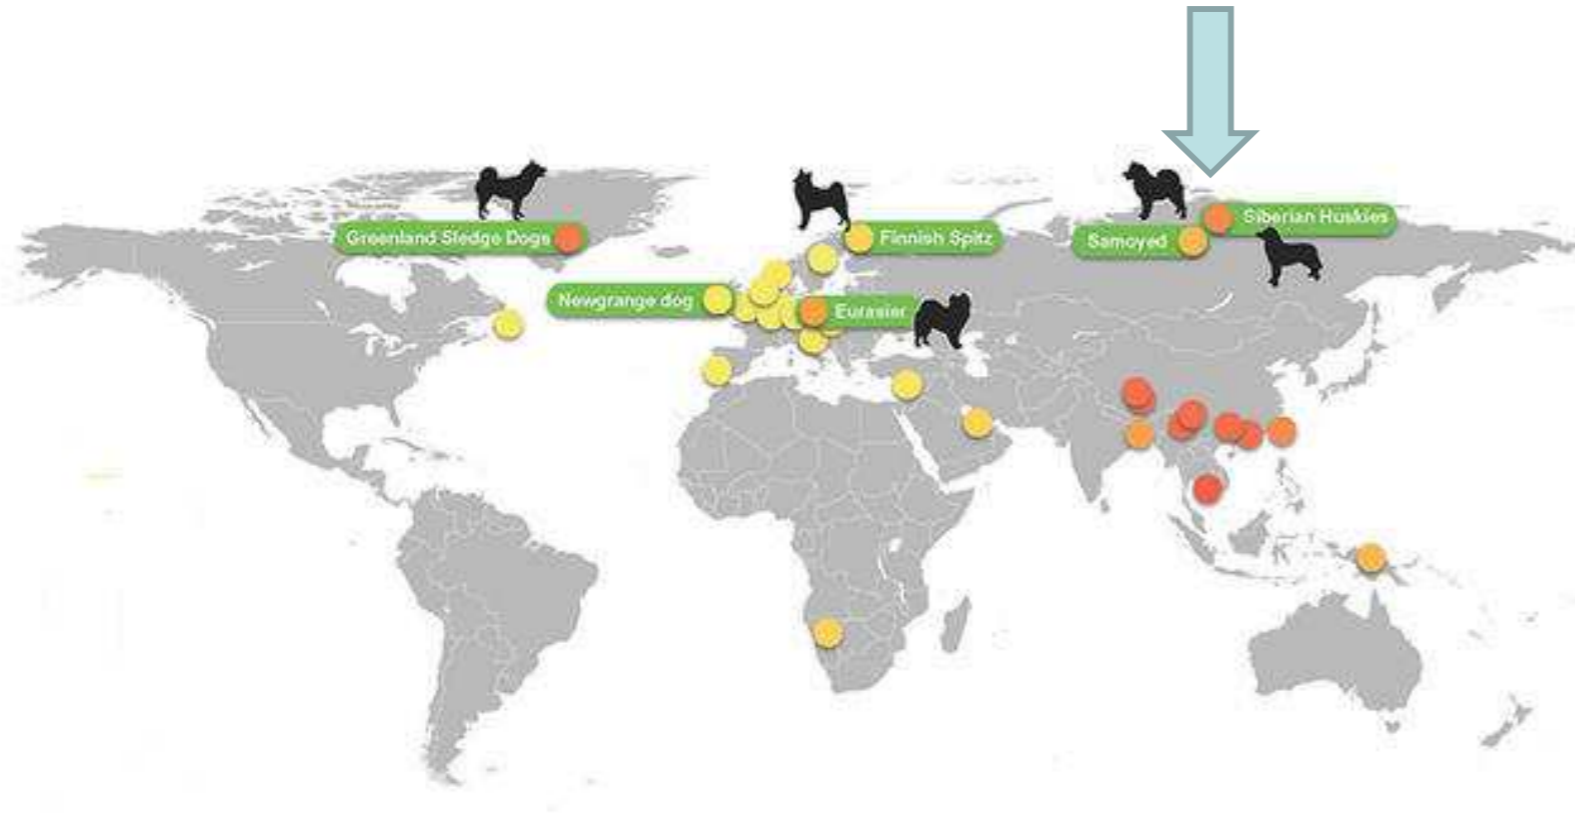 Siberian Huskies
Greenland Sledge Dogs
Finnish Spitz
Samoyed
Newgrange dog
Eurasier